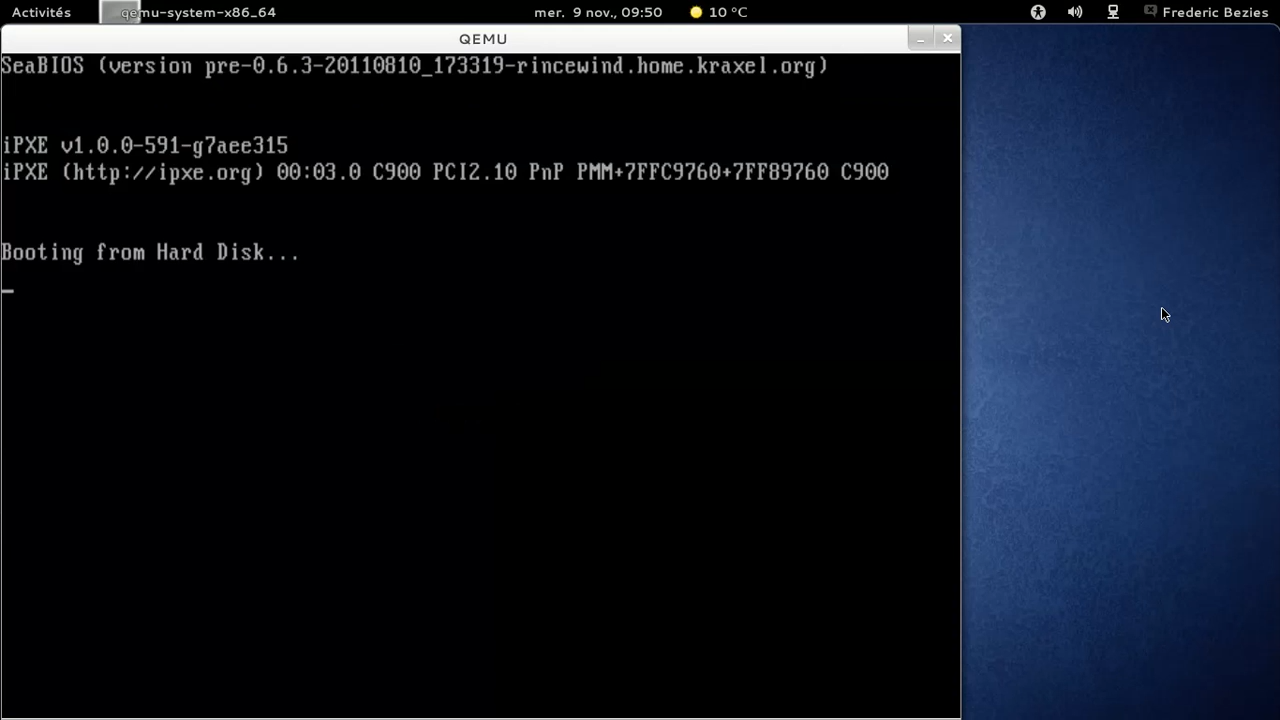 Activités qemu-system-x86_64 mer. 9 nov., 09:50 10 °C Frederic Bezies
QEMU
SeaBIOS (version pre-0.6.3-20110810_173319-rincewind.home.kraxel.org)
iPXE v1.0.0-591-g7aee315
iPXE (http://ipxe.org) 00:03.0 C900 PCI2.10 PnP PMM+7FFC9760+7FF89760 C900
Booting from Hard Disk...